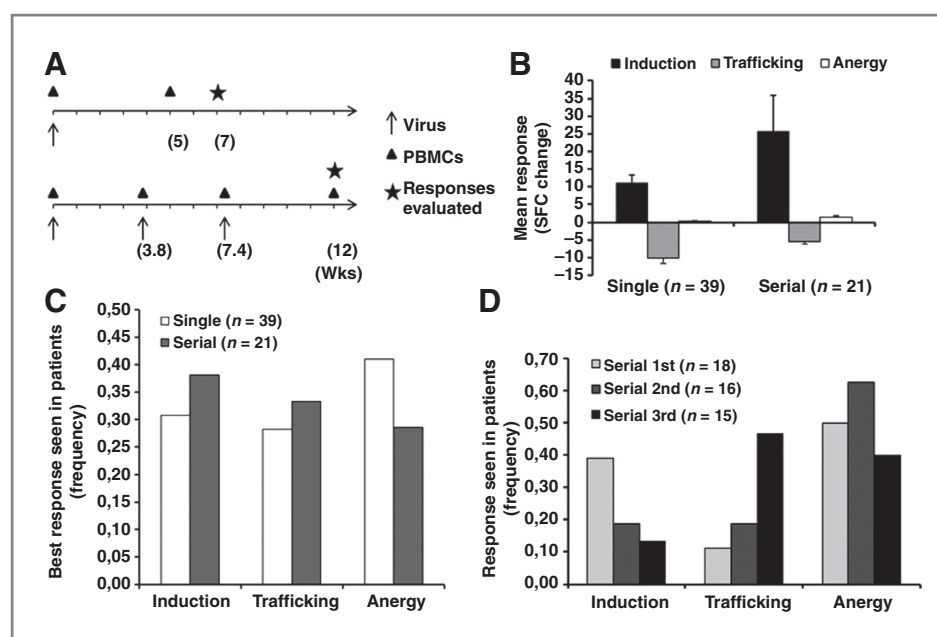 A
(5) (7)
(3.8) (7.4) (12)
(Wks)
Virus
PBMCs
Responses
evaluated
B
Induction Trafficking Anergy
Mean response
(SFC change)
40
35
30
25
20
15
10
5
0
−5
−10
−15
Single (n = 39) Serial (n = 21)
C
Best response seen in patients
(frequency)
0,50
0,45
0,40
0,35
0,30
0,25
0,20
0,15
0,10
0,05
0,00
Single (n = 39)
Serial (n = 21)
Induction Trafficking Anergy
D
Response seen in patients
(frequency)
0,70
0,60
0,50
0,40
0,30
0,20
0,10
0,00
Serial 1st (n = 18)
Serial 2nd (n = 16)
Serial 3rd (n = 15)
Induction Trafficking Anergy